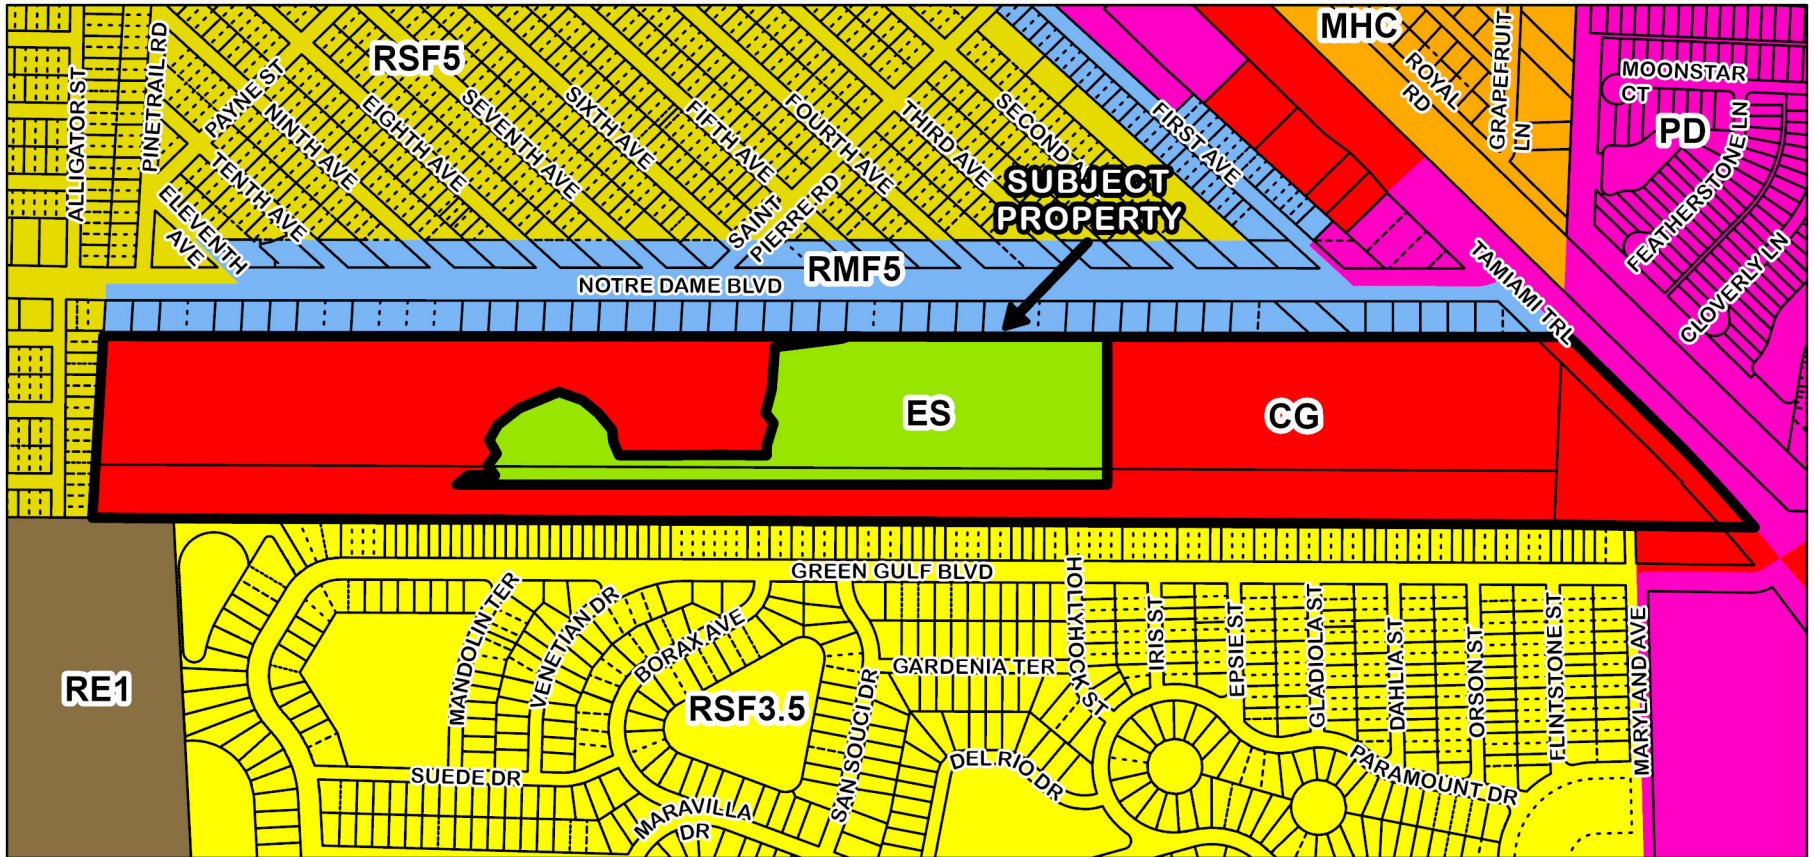 RSF5
MHC
ALLIGATOR ST
PINETRAIL RD
PAYNE ST
NINTH AVE
EIGHTH AVE
SEVENTH AVE
SIXTH AVE
FIFTH AVE
FOURTH AVE
THIRD AVE
SECOND A
FIRST AVE
ROYAL
RD
GRAPEFRUIT
LN
MOONSTAR
CT
PD
FEATHERSTONE LN
CLOVERLY LN
TENTH AVE
ELEVENTH
AVE
SAINT
PIERRE RD
SUBJECT
PROPERTY
RMF5
NOTRE DAME BLVD
TAMIAMI TRL
ES
CG
GREEN GULF BLVD
MANDOLIN TER
VENETIAN DR
BORAX AVE
HOLLYHOCK ST
IRIS ST
EPSIE ST
GLADIOLA ST
DAHLIA ST
ORSON ST
FLINTSTONE ST
MARYLAND AVE
GARDENIA TER
RE1
RSF3.5
SAN SOUCI DR
SUEDE DR
DEL RIO DR
PARAMOUNT DR
MARAVILLA
DR